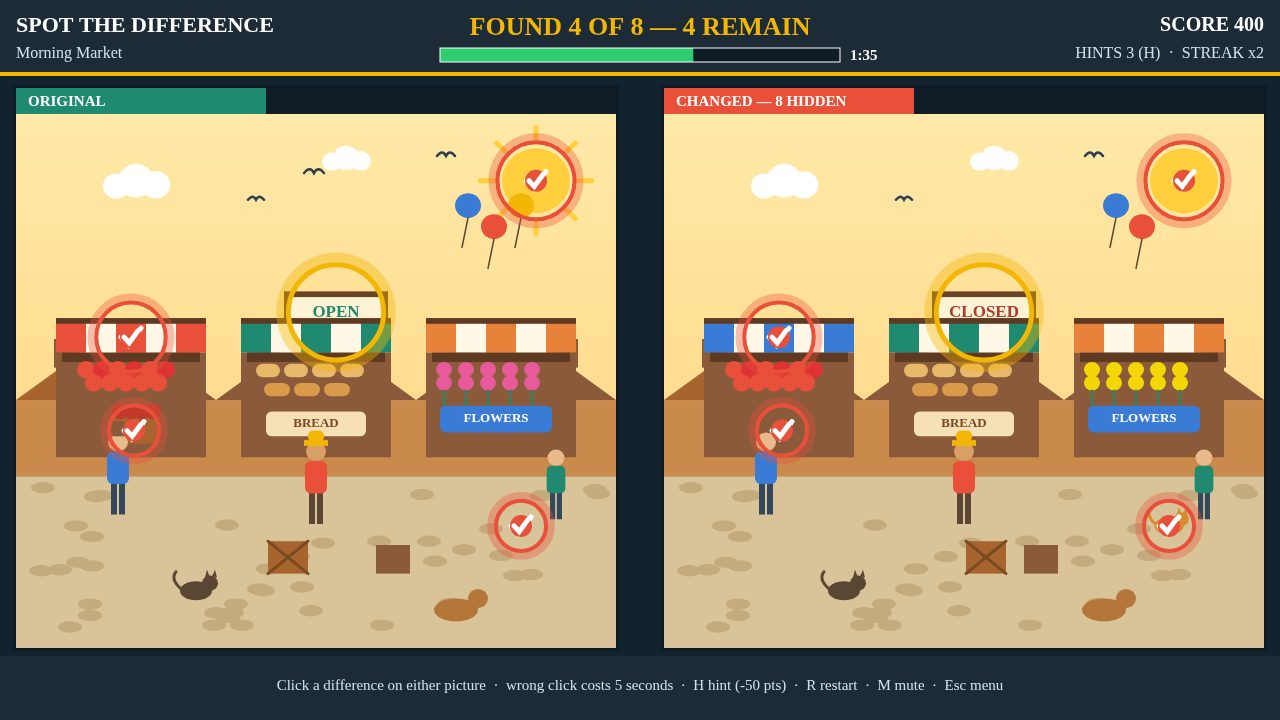 SPOT THE DIFFERENCE
Morning Market
FOUND 4 OF 8 — 4 REMAIN
1:35
SCORE 400
HINTS 3 (H) · STREAK x2
ORIGINAL
CHANGED — 8 HIDDEN
OPEN
BREAD
FLOWERS
CLOSED
BREAD
FLOWERS
Click a difference on either picture · wrong click costs 5 seconds · H hint (-50 pts) · R restart · M mute · Esc menu